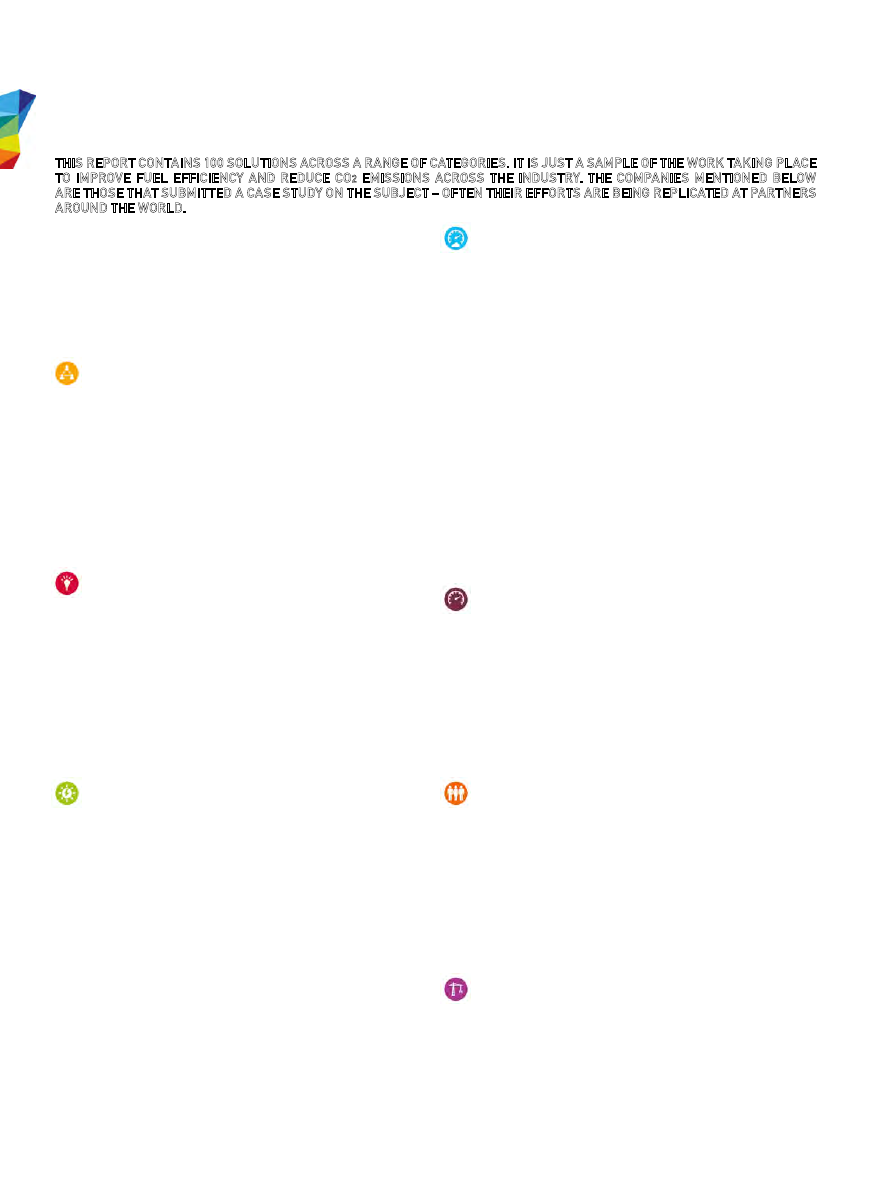 THIS REPORT CONTAINS 100 SOLUTIONS ACROSS A RANGE OF CATEGORIES. IT IS JUST A SAMPLE OF THE WORK TAKING PLACE
TO IMPROVE FUEL EFFICIENCY AND REDUCE CO2 EMISSIONS ACROSS THE INDUSTRY. THE COMPANIES MENTIONED BELOW
ARE THOSE THAT SUBMITTED A CASE STUDY ON THE SUBJECT – OFTEN THEIR EFFORTS ARE BEING REPLICATED AT PARTNERS
AROUND THE WORLD.